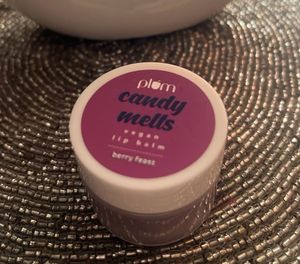 plum
candy
melts
vegan
lip balm
berry feast